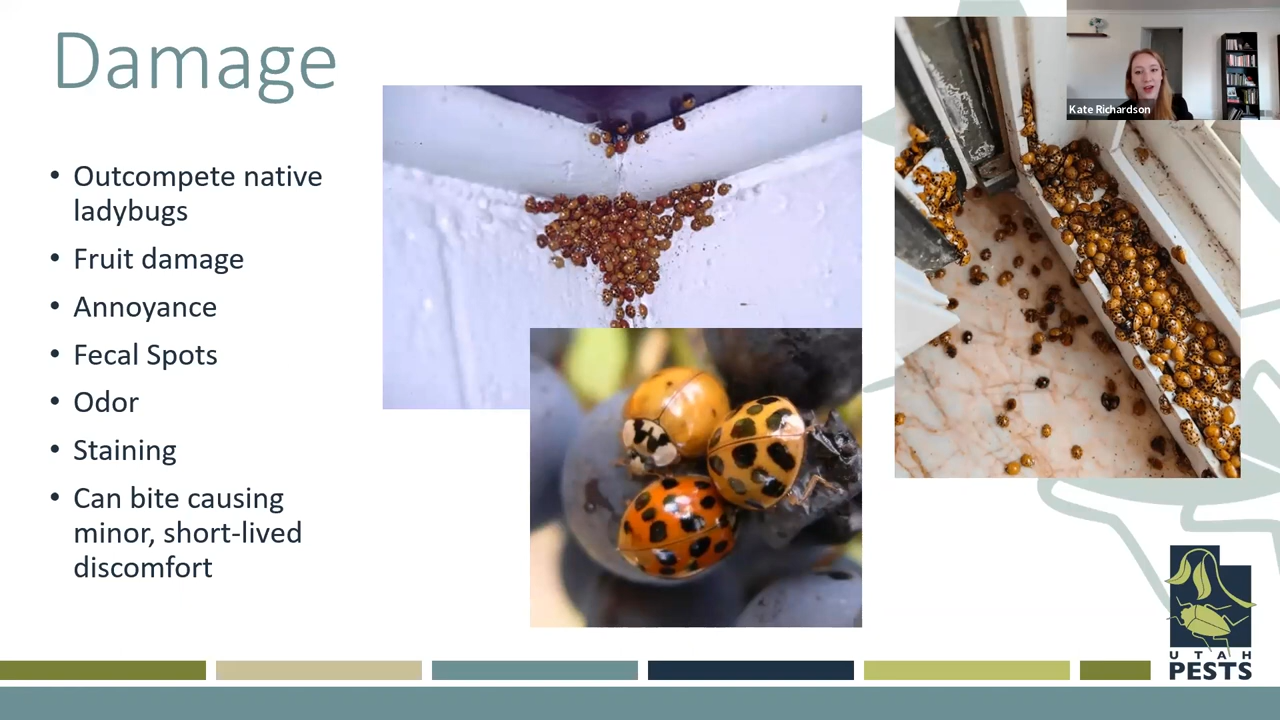 Damage
Kate Richardson
• Outcompete native
ladybugs
• Fruit damage
• Annoyance
• Fecal Spots
• Odor
• Staining
• Can bite causing
minor, short-lived
discomfort
UTAH
PESTS